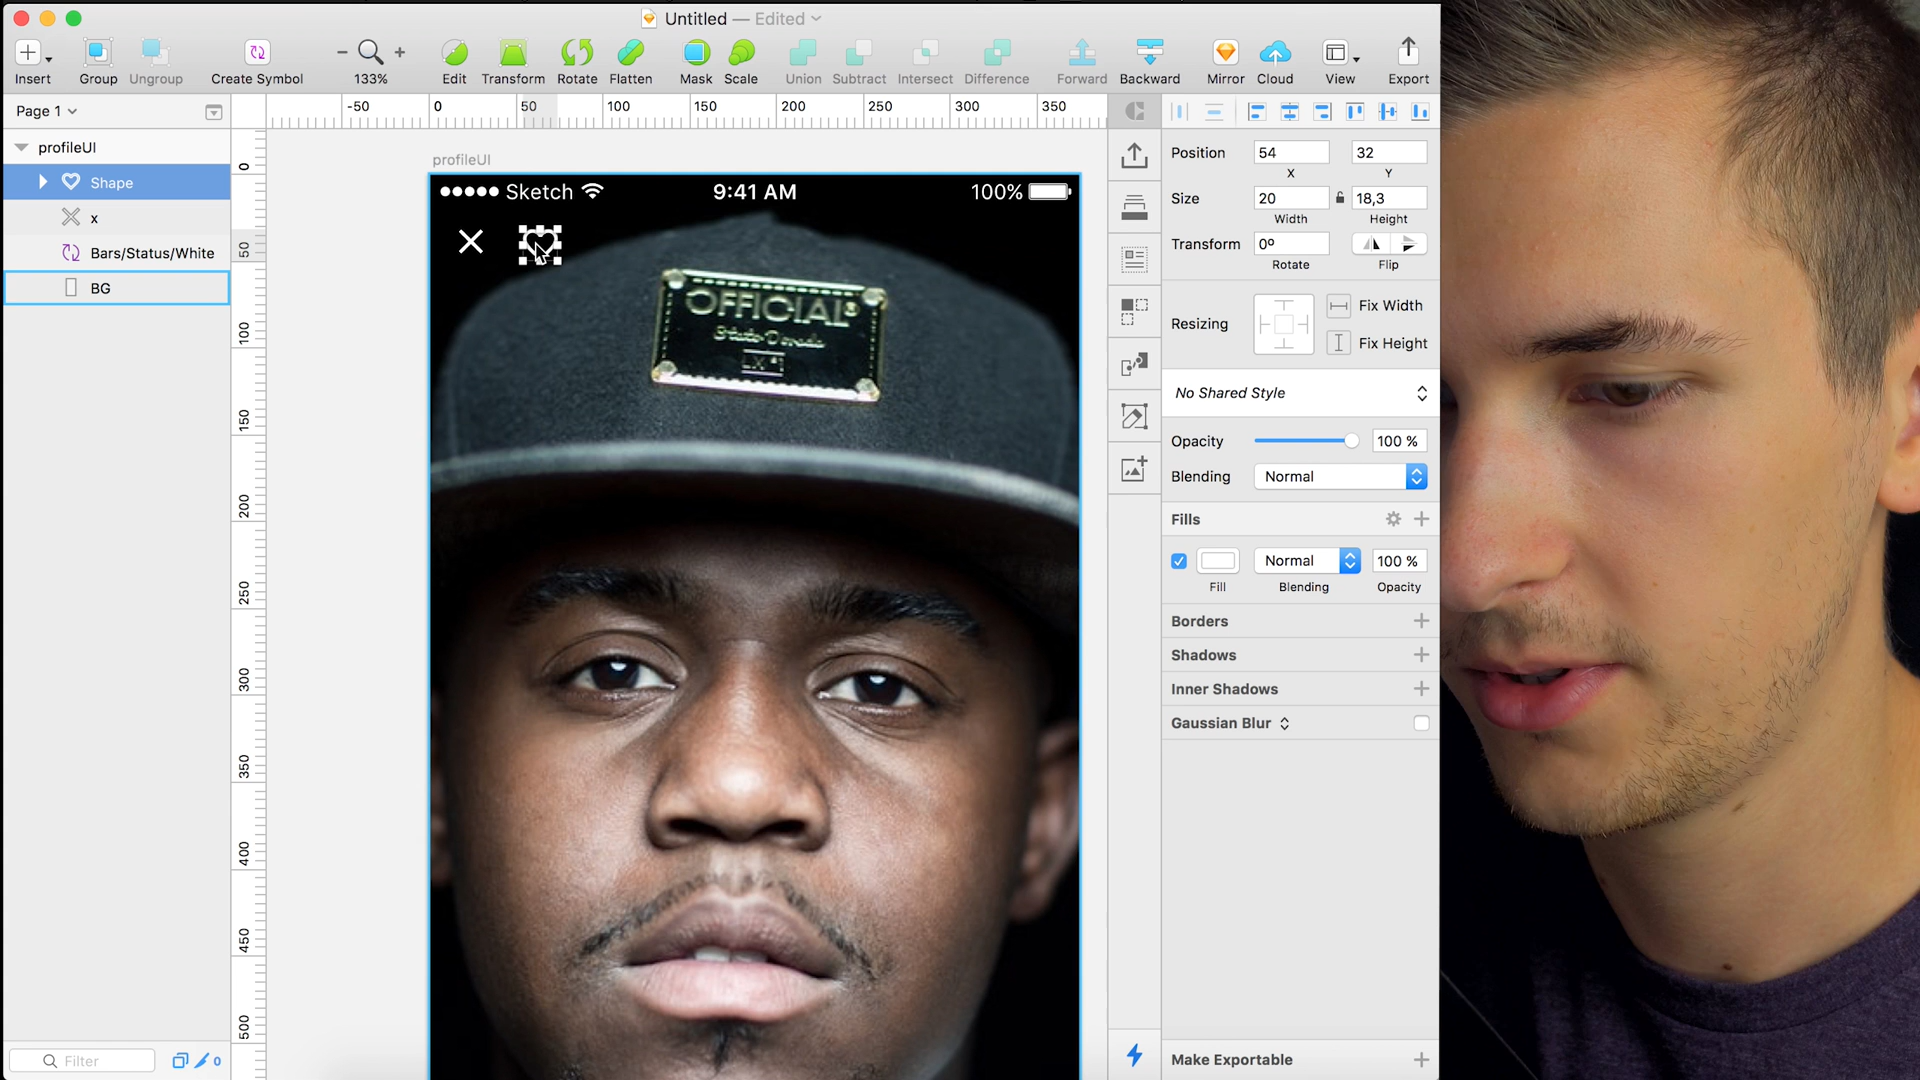 Untitled — Edited
Insert
Group
Ungroup
Create Symbol
133%
Edit
Transform
Rotate
Flatten
Mask
Scale
Union
Subtract
Intersect
Difference
Forward
Backward
Mirror
Cloud
View
Export
Page 1
-50 0 50 100 150 200 250 300 350
profileUI
Shape
x
Bars/Status/White
BG
Filter
0
0
50
100
150
200
250
300
350
400
450
500
profileUI
Sketch
9:41 AM
100%
OFFICIAL
Position 54 32
X Y
Size 20 18,3
Width Height
Transform 0º
Rotate Flip
Resizing
Fix Width
Fix Height
No Shared Style
Opacity 100 %
Blending Normal
Fills
Normal 100 %
Fill Blending Opacity
Borders
Shadows
Inner Shadows
Gaussian Blur
Make Exportable